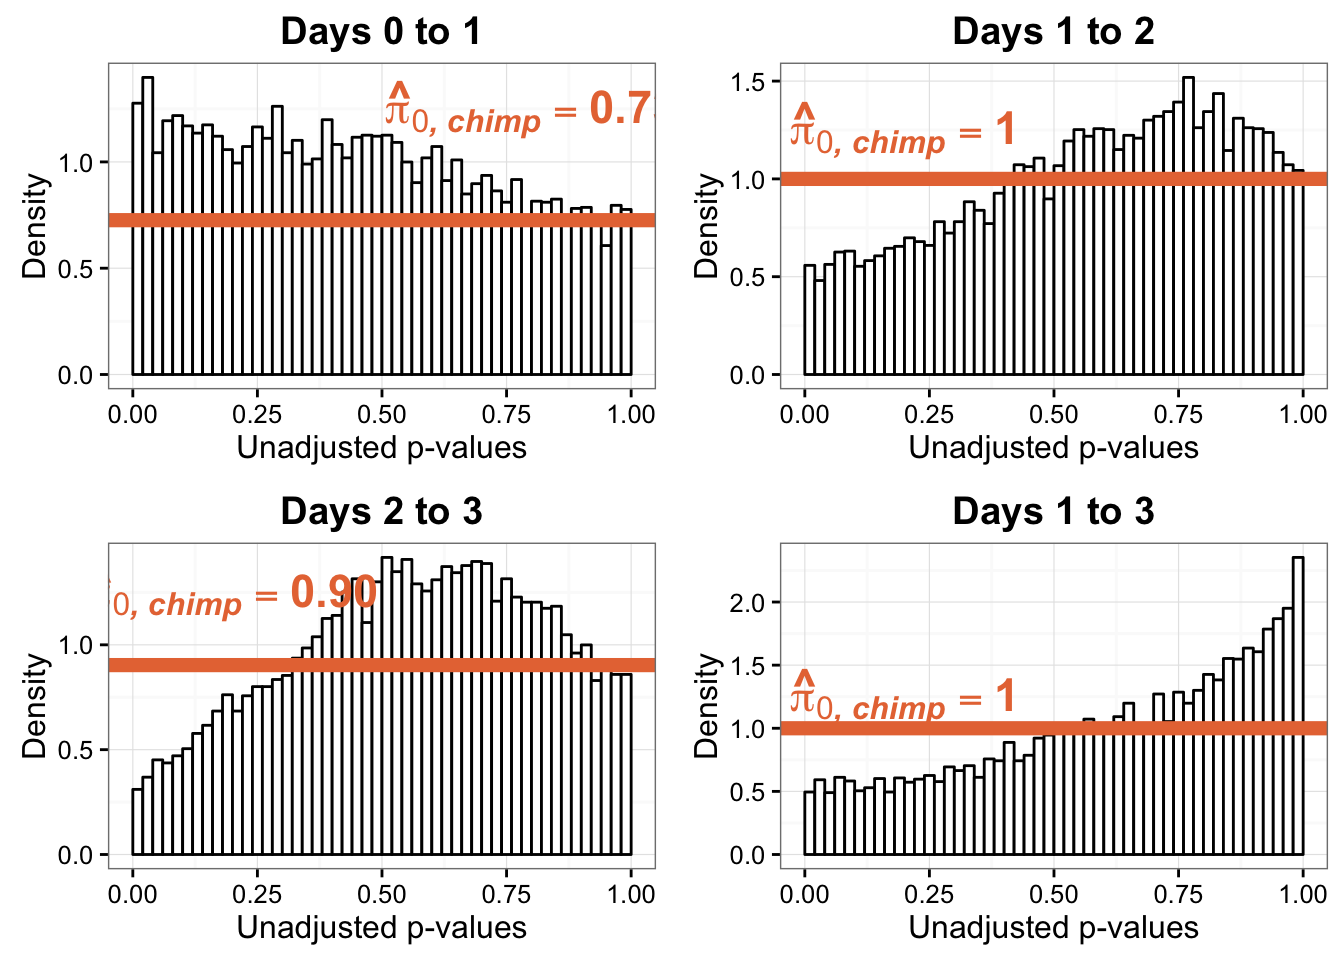 Days 0 to 1
Days 1 to 2
π̂0, chimp = 0.7
π̂0, chimp = 1
Density
1.0
0.5
0.0
0.00 0.25 0.50 0.75 1.00
Unadjusted p-values
Density
1.5
1.0
0.5
0.0
0.00 0.25 0.50 0.75 1.00
Unadjusted p-values
Days 2 to 3
Days 1 to 3
0, chimp = 0.90
π̂0, chimp = 1
Density
1.0
0.5
0.0
0.00 0.25 0.50 0.75 1.00
Unadjusted p-values
Density
2.0
1.5
1.0
0.5
0.0
0.00 0.25 0.50 0.75 1.00
Unadjusted p-values